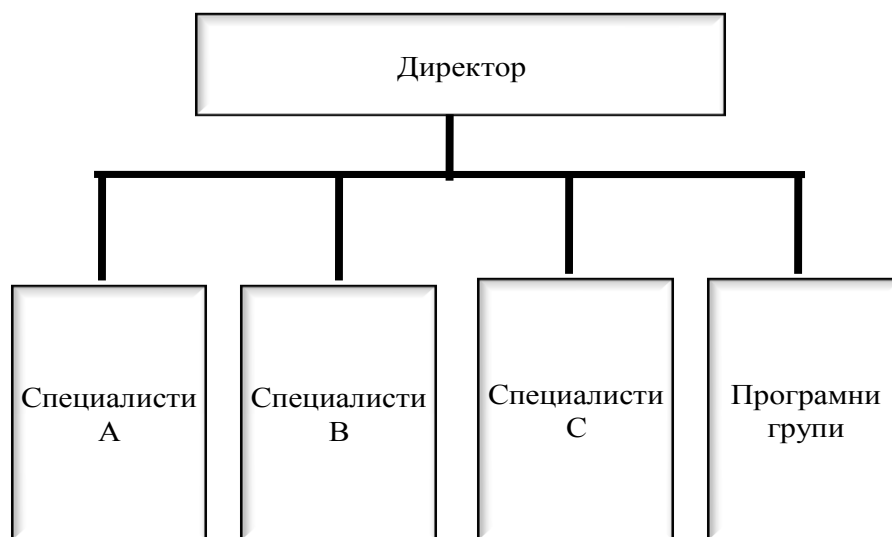 Директор
Специалисти
А
Специалисти
В
Специалисти
С
Програмни
групи